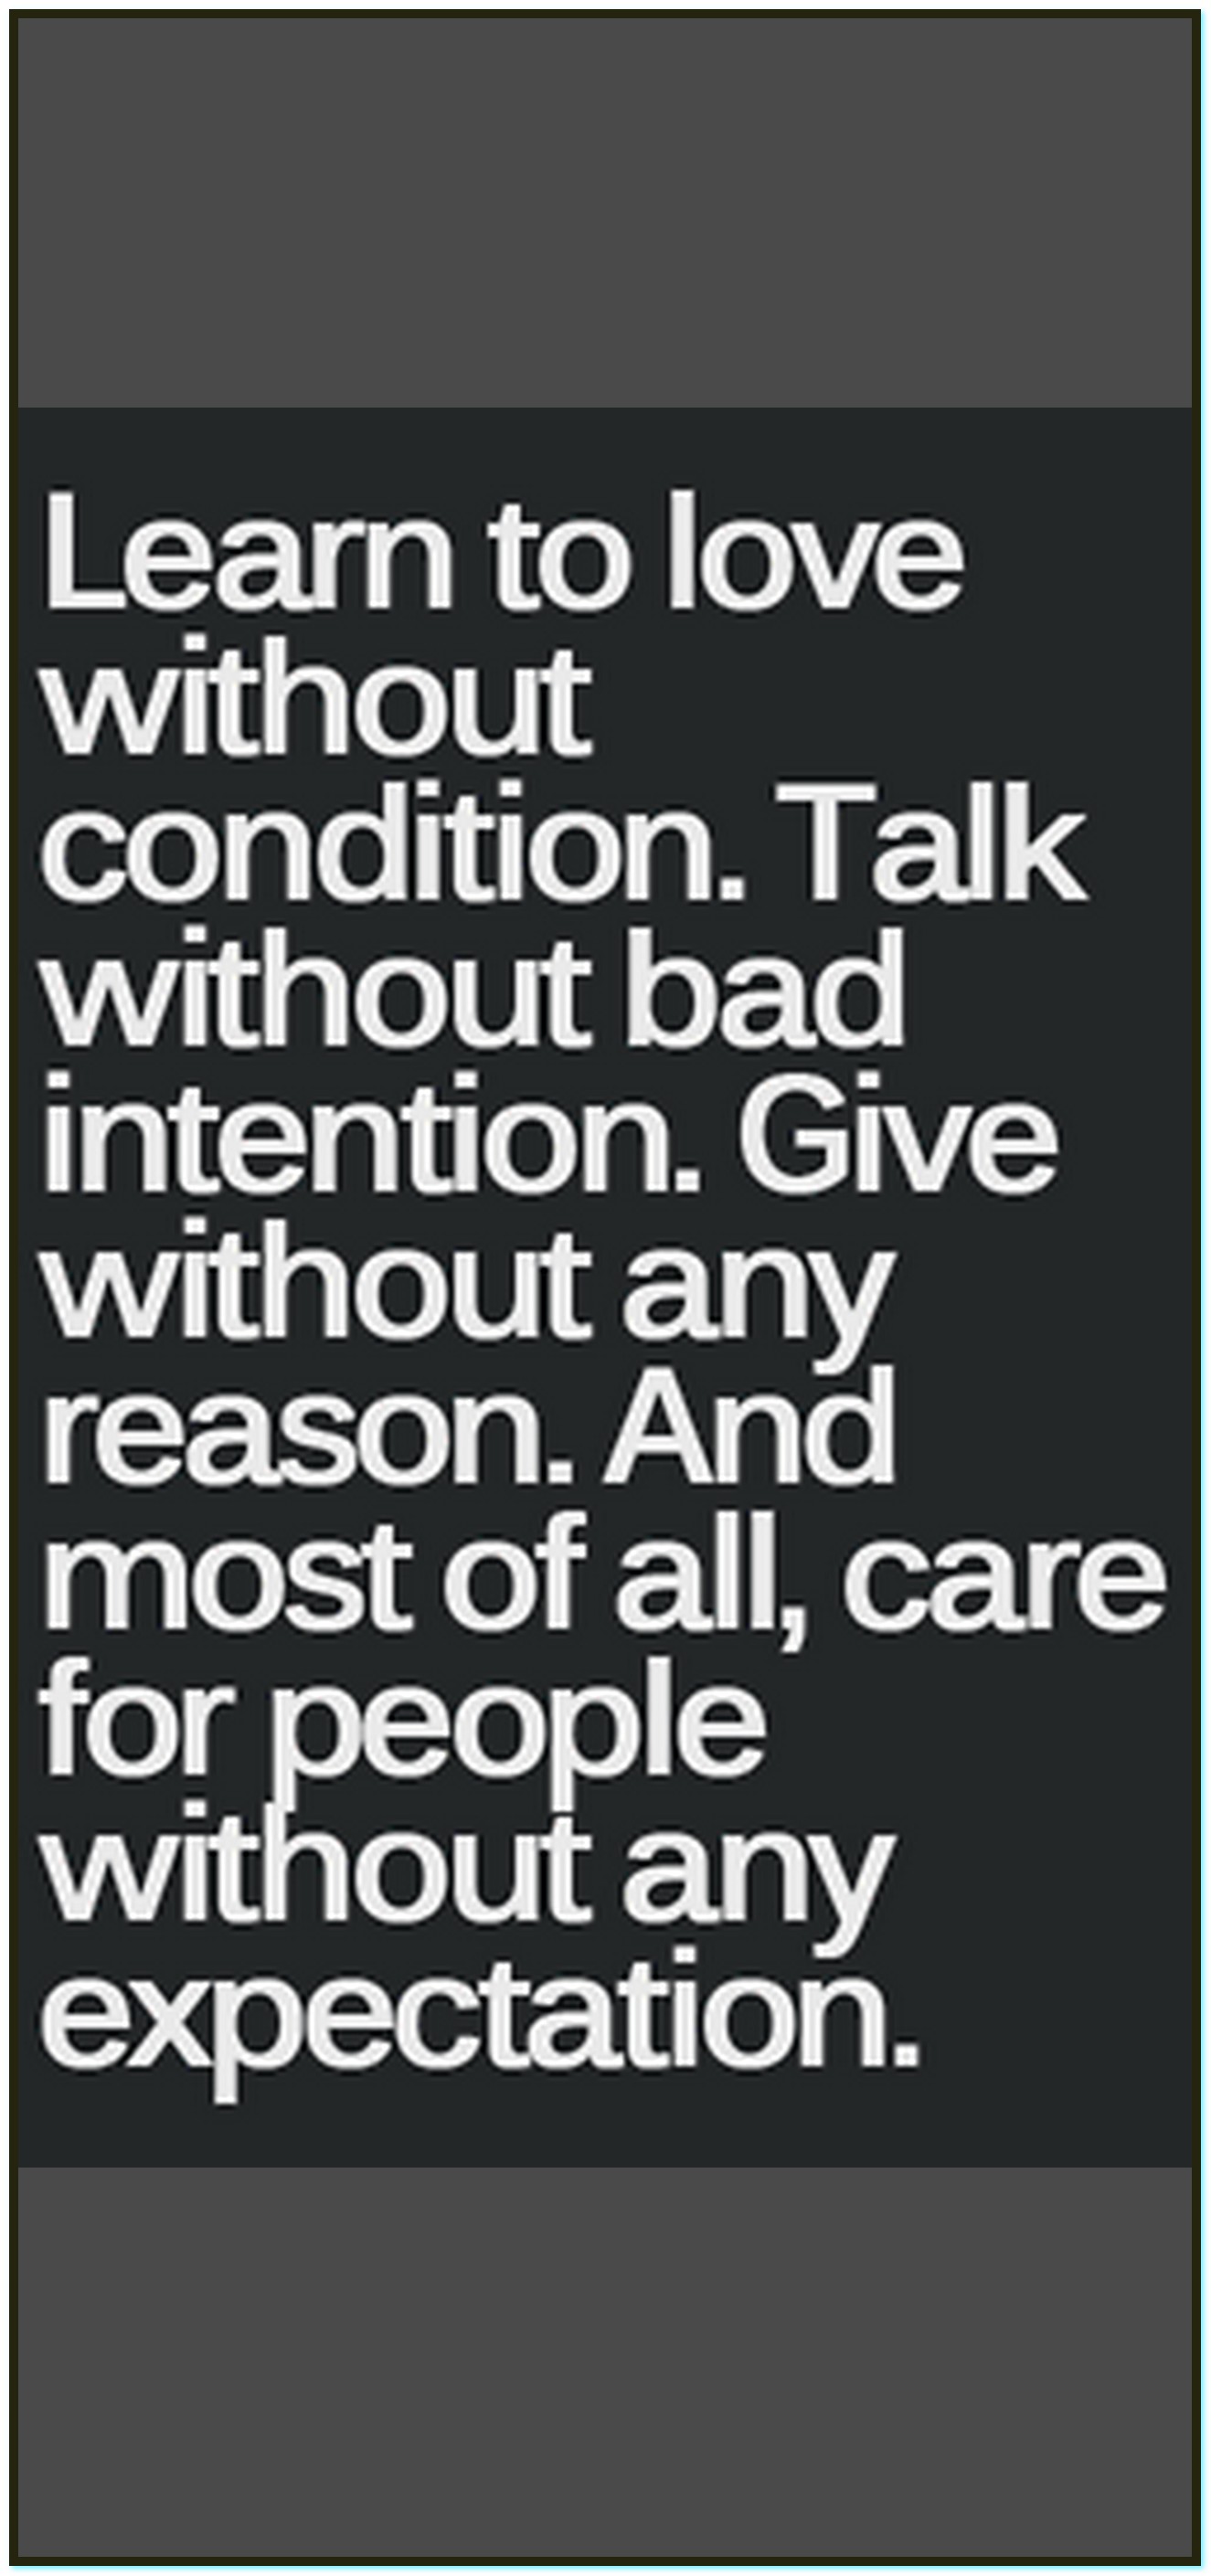 Learn to love
without
condition. Talk
without bad
intention. Give
without any
reason. And
most of all, care
for people
without any
expectation.